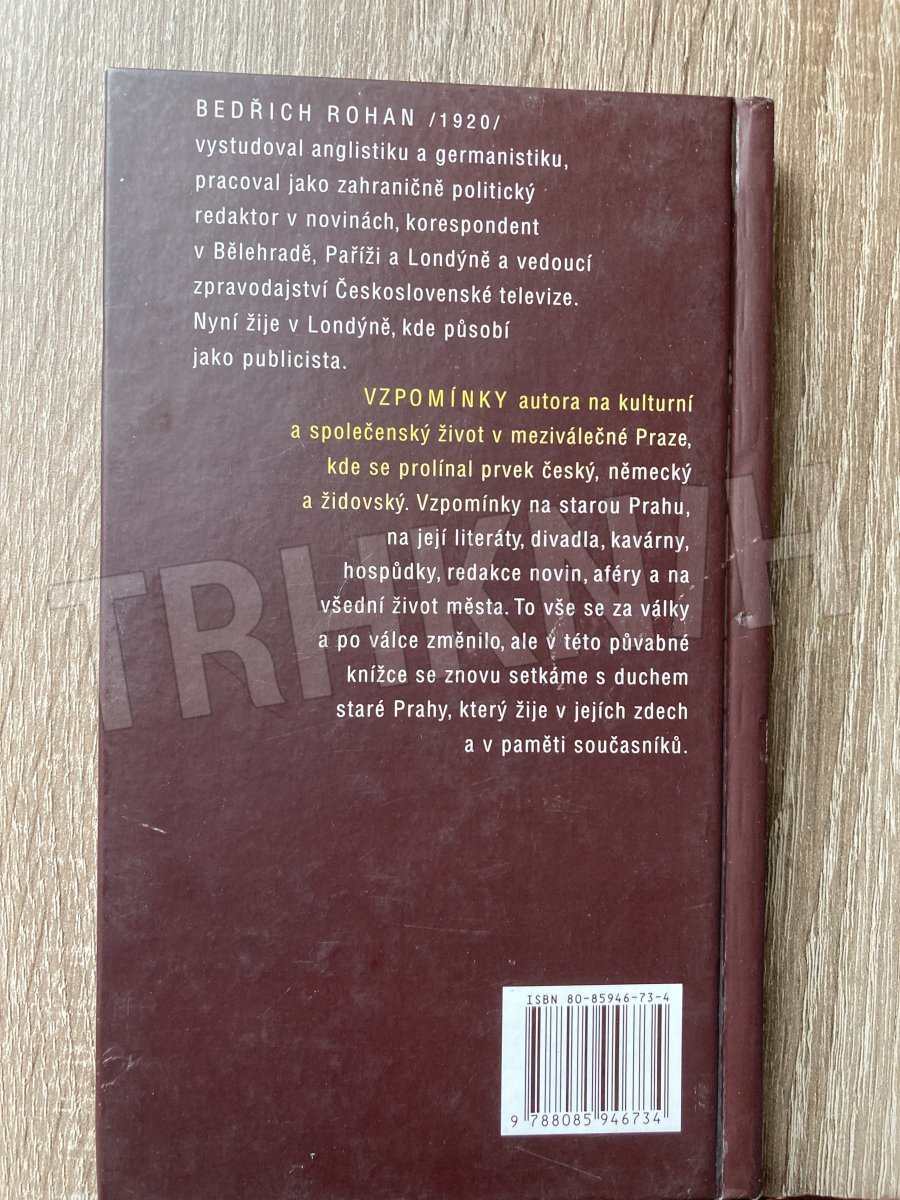 BEDŘICH ROHAN /1920/
vystudoval anglistiku a germanistiku,
pracoval jako zahraničně politický
redaktor v novinách, korespondent
v Bělehradě, Paříži a Londýně a vedoucí
zpravodajství Československé televize.
Nyní žije v Londýně, kde působí
jako publicista.
VZPOMÍNKY autora na kulturní
a společenský život v meziválečné Praze,
kde se prolínal prvek český, německý
a židovský. Vzpomínky na starou Prahu,
na její literáty, divadla, kavárny,
hospůdky, redakce novin, aféry a na
všední život města. To vše se za války
a po válce změnilo, ale v této půvabné
knížce se znovu setkáme s duchem
staré Prahy, který žije v jejích zdech
a v paměti současníků.
TRHKNIH
ISBN 80-85946-73-4
9 788085 946734